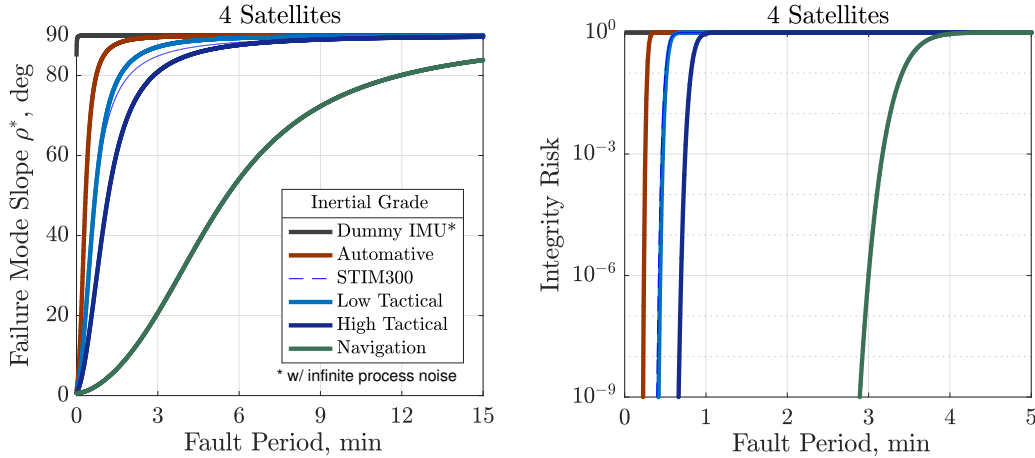 4 Satellites
Failure Mode Slope ρ*, deg
90
80
60
40
20
0
0 3 6 9 12 15
Fault Period, min
Inertial Grade
Dummy IMU*
Automative
STIM300
Low Tactical
High Tactical
Navigation
* w/ infinite process noise
4 Satellites
Integrity Risk
10^0
10^-3
10^-6
10^-9
0 1 2 3 4 5
Fault Period, min